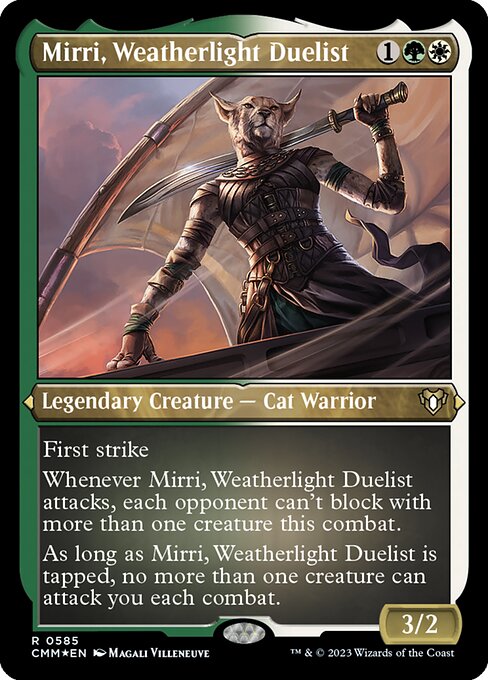 Mirri, Weatherlight Duelist 1
Legendary Creature — Cat Warrior
First strike
Whenever Mirri, Weatherlight Duelist
attacks, each opponent can't block with
more than one creature this combat.
As long as Mirri, Weatherlight Duelist is
tapped, no more than one creature can
attack you each combat.
3/2
R 0585
CMM★EN Magali Villeneuve
™ & © 2023 Wizards of the Coast